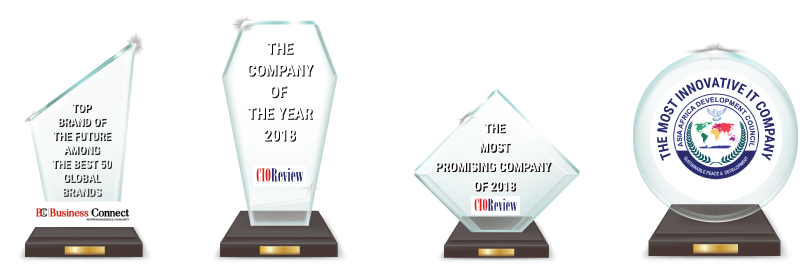 TOP
BRAND OF
THE FUTURE
AMONG
THE BEST 50
GLOBAL
BRANDS
BC Business Connect
THE COMPANY
OF
THE YEAR
2018
CIOReview
THE
MOST
PROMISING COMPANY
OF 2018
CIOReview
THE MOST INNOVATIVE IT COMPANY
ASIA AFRICA DEVELOPMENT COUNCIL
SUSTAINABLE PEACE & DEVELOPMENT